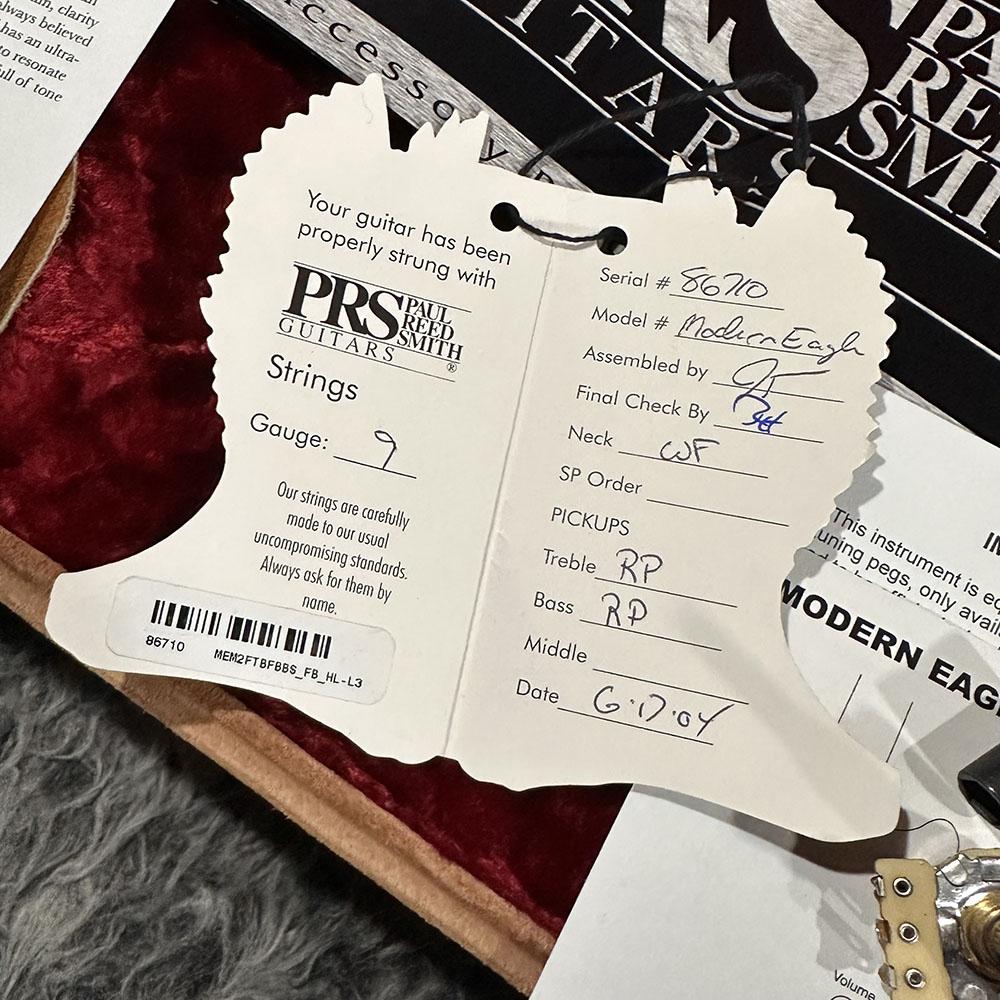 clarity
always believed
has an ultra-
to resonate
full of tone
Accessory
PRS
GUITARS
PAUL
REED
SMITH
Your guitar has been
properly strung with
PRS PAUL
REED
SMITH
GUITARS ®
Strings
Gauge: 9
Our strings are carefully
made to our usual
uncompromising standards.
Always ask for them by
name.
86710 MEM2FTBFBBS_FB_HL-L3
Serial # 86710
Model # Modern Eagle
Assembled by
Final Check By
Neck WF
SP Order
PICKUPS
Treble RP
Bass RP
Middle
Date 6·17·04
This instrument is eq
uning pegs, only avail
MODERN EAG
Volume